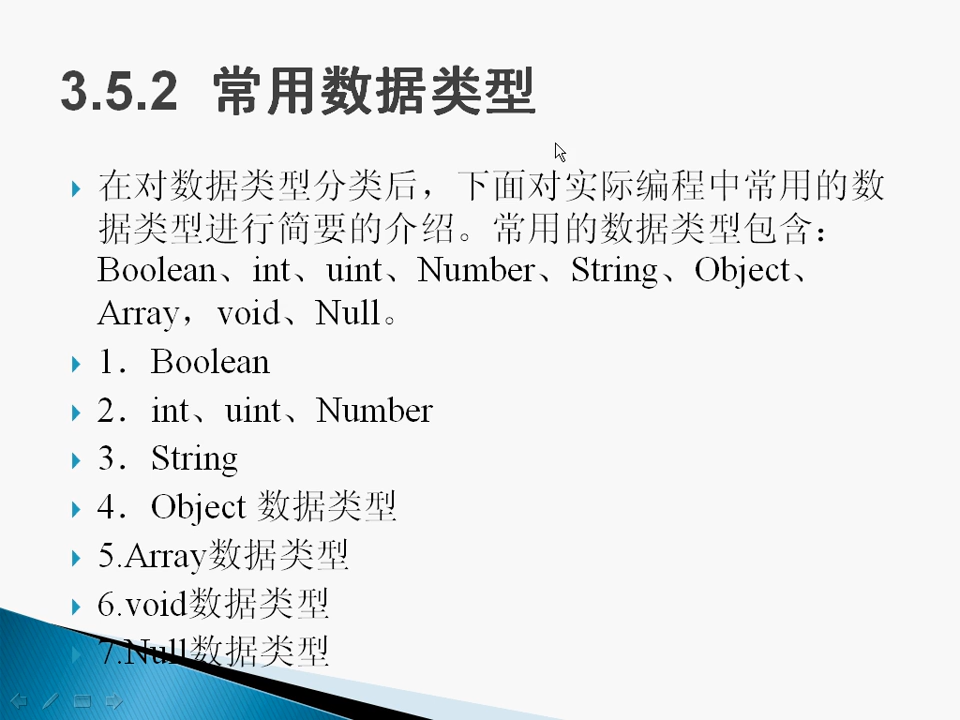 3.5.2 常用数据类型
在对数据类型分类后，下面对实际编程中常用的数
据类型进行简要的介绍。常用的数据类型包含：
Boolean、int、uint、Number、String、Object、
Array，void、Null。
1．Boolean
2．int、uint、Number
3．String
4．Object 数据类型
5.Array数据类型
6.void数据类型
7.Null数据类型